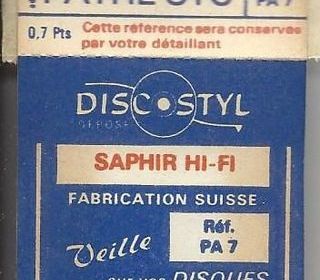 PA 7
0,7 Pts
Cette référence sera conservée
par votre détaillant
DISCOSTYL
DÉPOSÉ
SAPHIR HI-FI
FABRICATION SUISSE
Veille
Réf.
PA 7
DISQUES